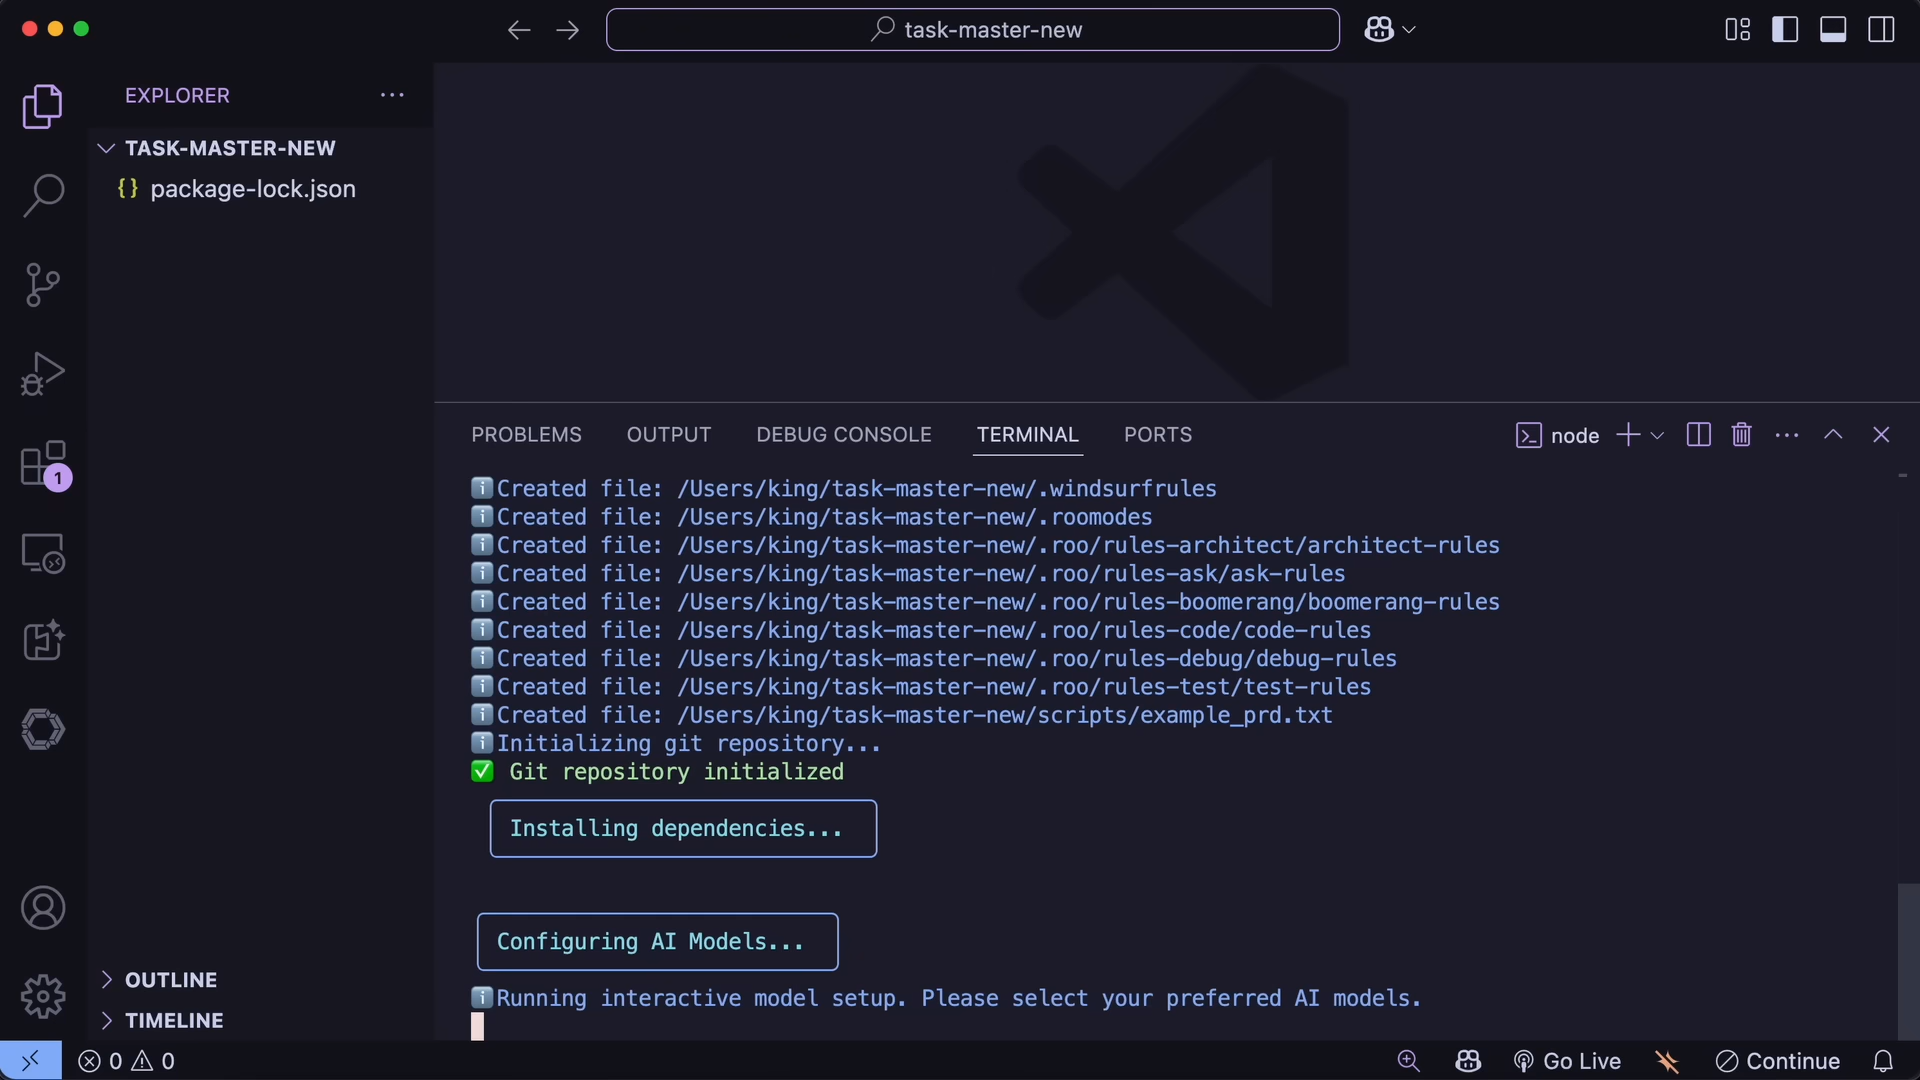 task-master-new
EXPLORER
TASK-MASTER-NEW
{} package-lock.json
1
OUTLINE
TIMELINE
PROBLEMS OUTPUT DEBUG CONSOLE TERMINAL PORTS
node
Created file: /Users/king/task-master-new/.windsurfrules
Created file: /Users/king/task-master-new/.roomodes
Created file: /Users/king/task-master-new/.roo/rules-architect/architect-rules
Created file: /Users/king/task-master-new/.roo/rules-ask/ask-rules
Created file: /Users/king/task-master-new/.roo/rules-boomerang/boomerang-rules
Created file: /Users/king/task-master-new/.roo/rules-code/code-rules
Created file: /Users/king/task-master-new/.roo/rules-debug/debug-rules
Created file: /Users/king/task-master-new/.roo/rules-test/test-rules
Created file: /Users/king/task-master-new/scripts/example_prd.txt
Initializing git repository...
Git repository initialized
Installing dependencies...
Configuring AI Models...
Running interactive model setup. Please select your preferred AI models.
0 0
Go Live
Continue